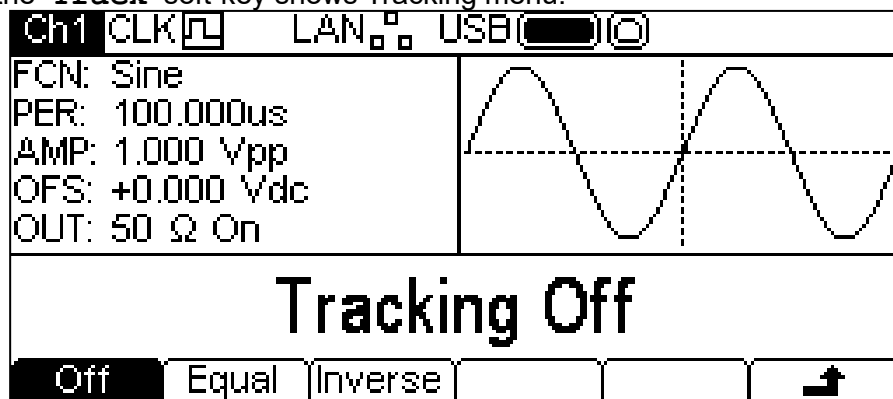 the Track soft-key shows Tracking menu.
Ch1 CLK LAN USB
FCN: Sine
PER: 100.000us
AMP: 1.000 Vpp
OFS: +0.000 Vdc
OUT: 50 Ω On
Tracking Off
Off Equal Inverse